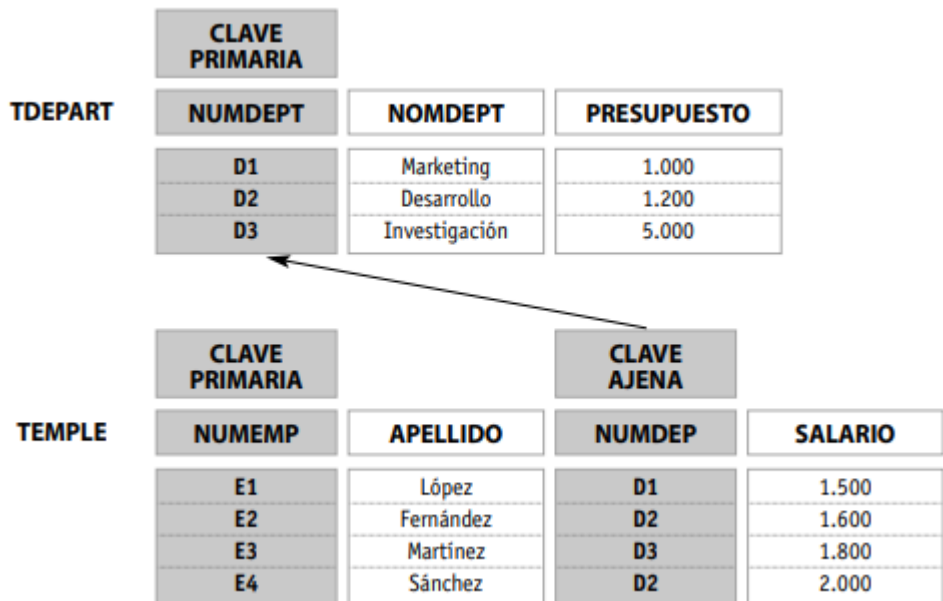 CLAVE
PRIMARIA
TDEPART NUMDEPT NOMDEPT PRESUPUESTO
D1 Marketing 1.000
D2 Desarrollo 1.200
D3 Investigación 5.000
CLAVE
PRIMARIA
CLAVE
AJENA
TEMPLE NUMEMP APELLIDO NUMDEP SALARIO
E1 López D1 1.500
E2 Fernández D2 1.600
E3 Martínez D3 1.800
E4 Sánchez D2 2.000